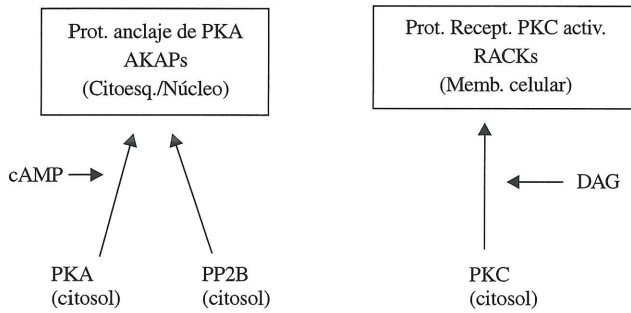 Prot. anclaje de PKA
AKAPs
(Citoesq./Núcleo)
cAMP
PKA
(citosol)
PP2B
(citosol)
Prot. Recept. PKC activ.
RACKs
(Memb. celular)
DAG
PKC
(citosol)